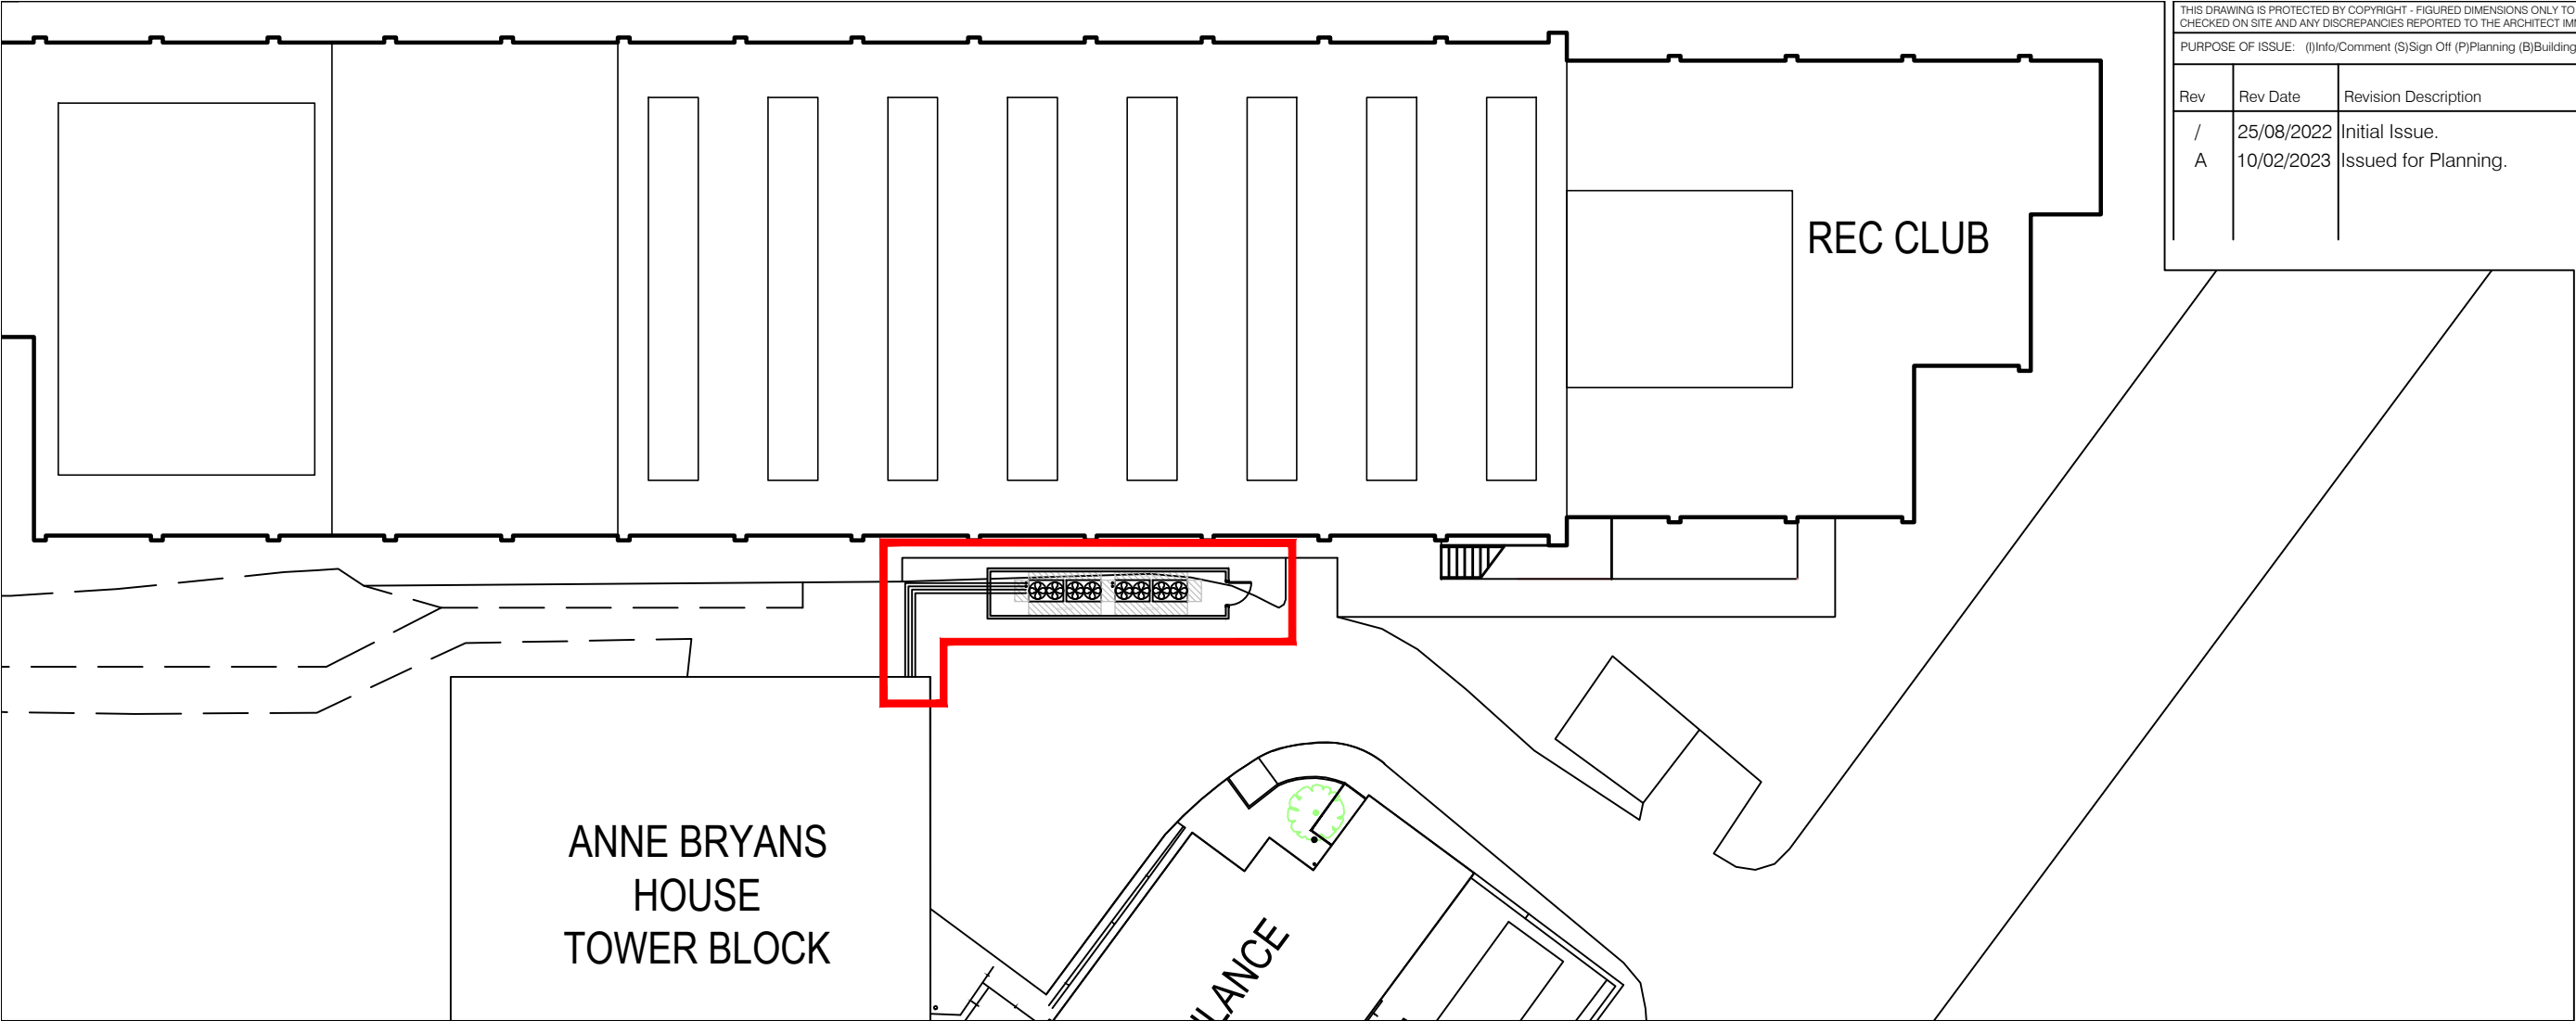 THIS DRAWING IS PROTECTED BY COPYRIGHT - FIGURED DIMENSIONS ONLY TO
CHECKED ON SITE AND ANY DISCREPANCIES REPORTED TO THE ARCHITECT
PURPOSE OF ISSUE: (I)Info/Comment (S)Sign Off (P)Planning (B)Building
Rev Rev Date Revision Description
/ 25/08/2022 Initial Issue.
A 10/02/2023 Issued for Planning.
REC CLUB
ANNE BRYANS
HOUSE
TOWER BLOCK